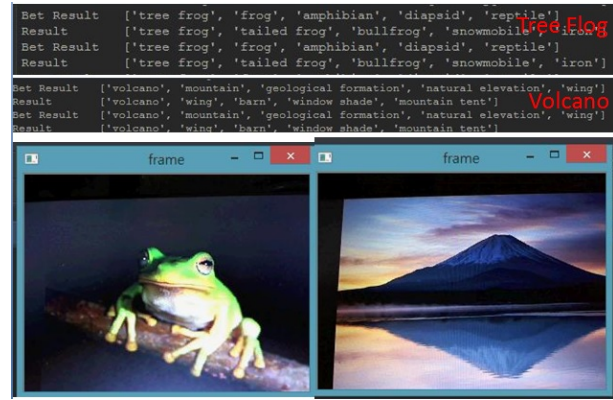 Bet Result ['tree frog', 'frog', 'amphibian', 'diapsid', 'reptile']
Tree Flog
Result ['tree frog', 'tailed frog', 'bullfrog', 'snowmobile', 'iron']
Bet Result ['tree frog', 'frog', 'amphibian', 'diapsid', 'reptile']
Result ['tree frog', 'tailed frog', 'bullfrog', 'snowmobile', 'iron']
Bet Result ['volcano', 'mountain', 'geological formation', 'natural elevation', 'wing']
Result ['volcano', 'wing', 'barn', 'window shade', 'mountain tent']
Volcano
Bet Result ['volcano', 'mountain', 'geological formation', 'natural elevation', 'wing']
Result ['volcano', 'wing', 'barn', 'window shade', 'mountain tent']
frame
frame